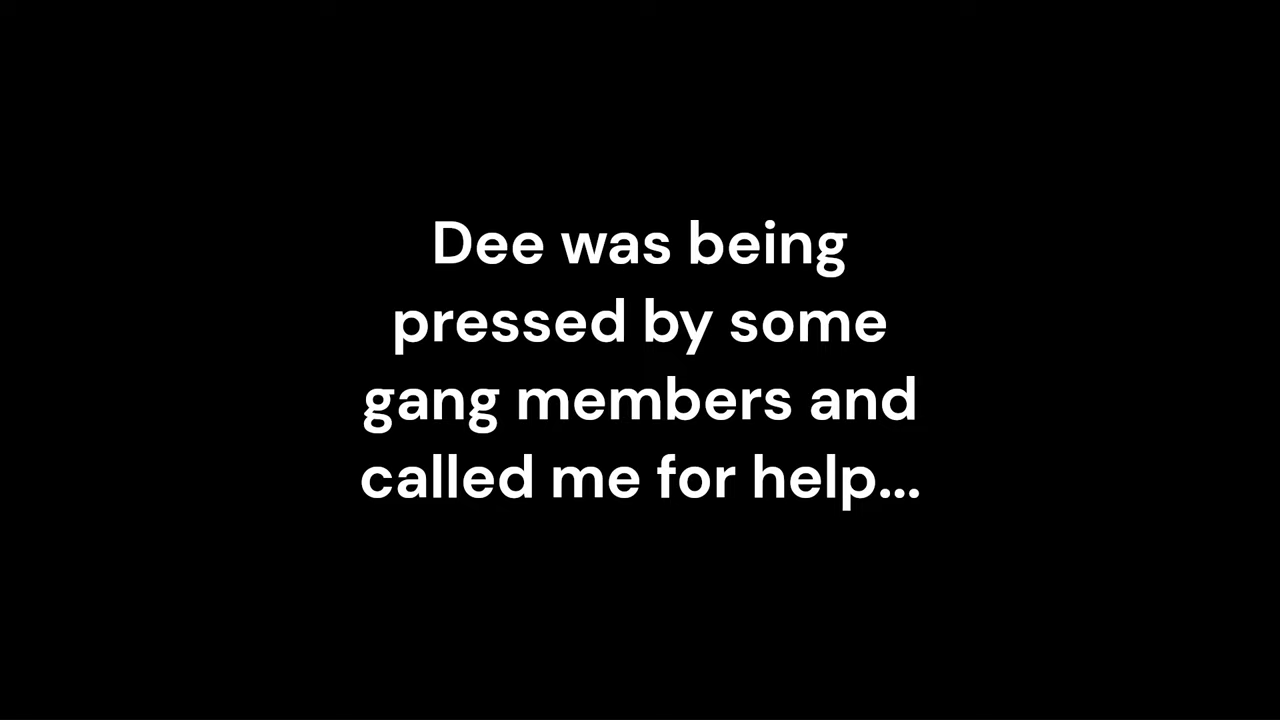 Dee was being
pressed by some
gang members and
called me for help...